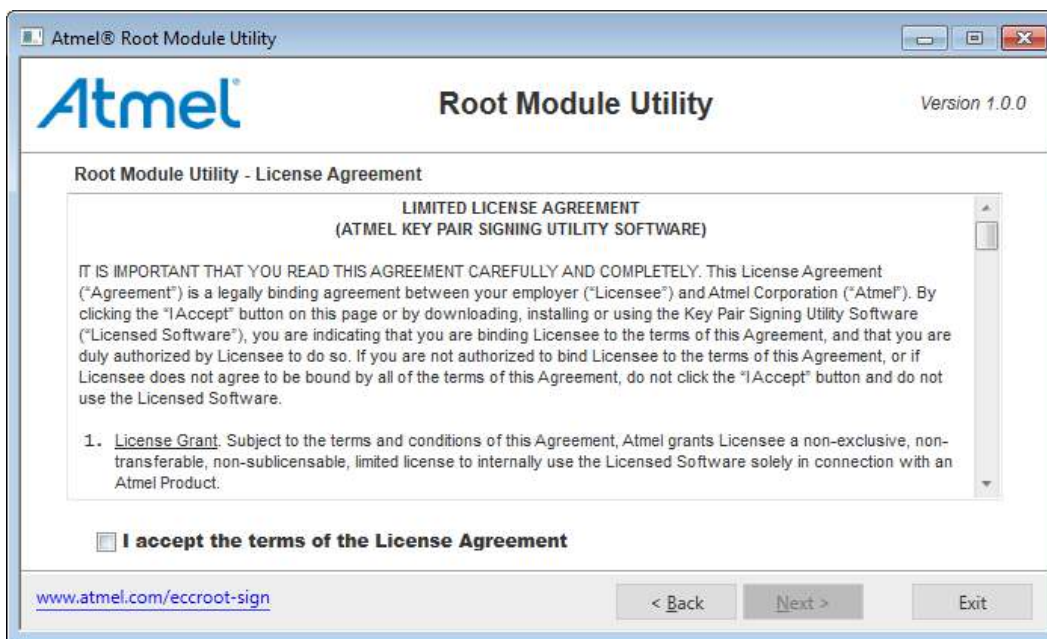 Atmel® Root Module Utility
Atmel
Root Module Utility
Version 1.0.0
Root Module Utility - License Agreement
LIMITED LICENSE AGREEMENT
(ATMEL KEY PAIR SIGNING UTILITY SOFTWARE)
IT IS IMPORTANT THAT YOU READ THIS AGREEMENT CAREFULLY AND COMPLETELY. This License Agreement
("Agreement") is a legally binding agreement between your employer ("Licensee") and Atmel Corporation ("Atmel"). By
clicking the "I Accept" button on this page or by downloading, installing or using the Key Pair Signing Utility Software
("Licensed Software"), you are indicating that you are binding Licensee to the terms of this Agreement, and that you are
duly authorized by Licensee to do so. If you are not authorized to bind Licensee to the terms of this Agreement, or if
Licensee does not agree to be bound by all of the terms of this Agreement, do not click the "I Accept" button and do not
use the Licensed Software.
1. License Grant. Subject to the terms and conditions of this Agreement, Atmel grants Licensee a non-exclusive, non-
transferable, non-sublicensable, limited license to internally use the Licensed Software solely in connection with an
Atmel Product.
I accept the terms of the License Agreement
www.atmel.com/eccroot-sign
< Back
Next >
Exit